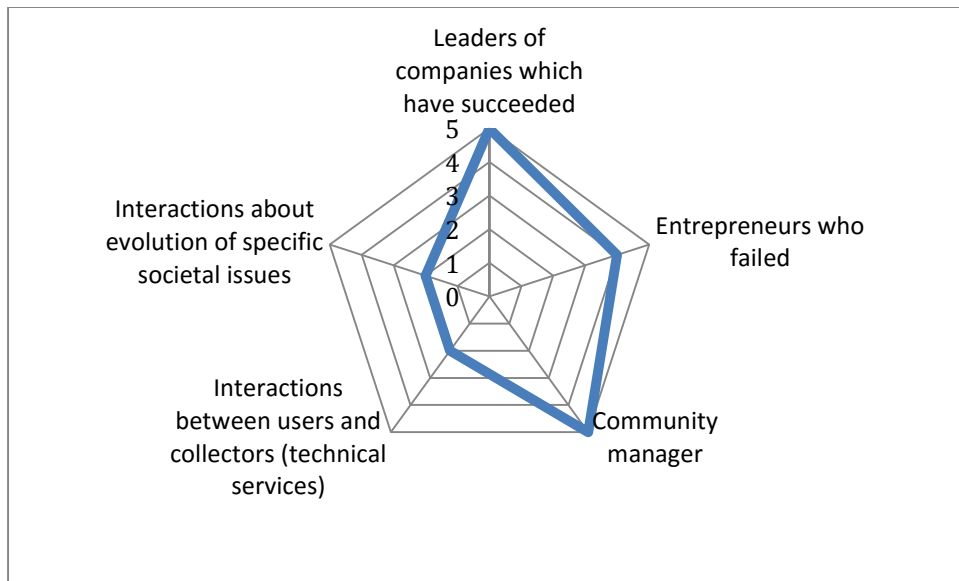 Leaders of
companies which
have succeeded
5
4
3
2
1
0
Entrepreneurs who
failed
Community
manager
Interactions
between users and
collectors (technical
services)
Interactions about
evolution of specific
societal issues